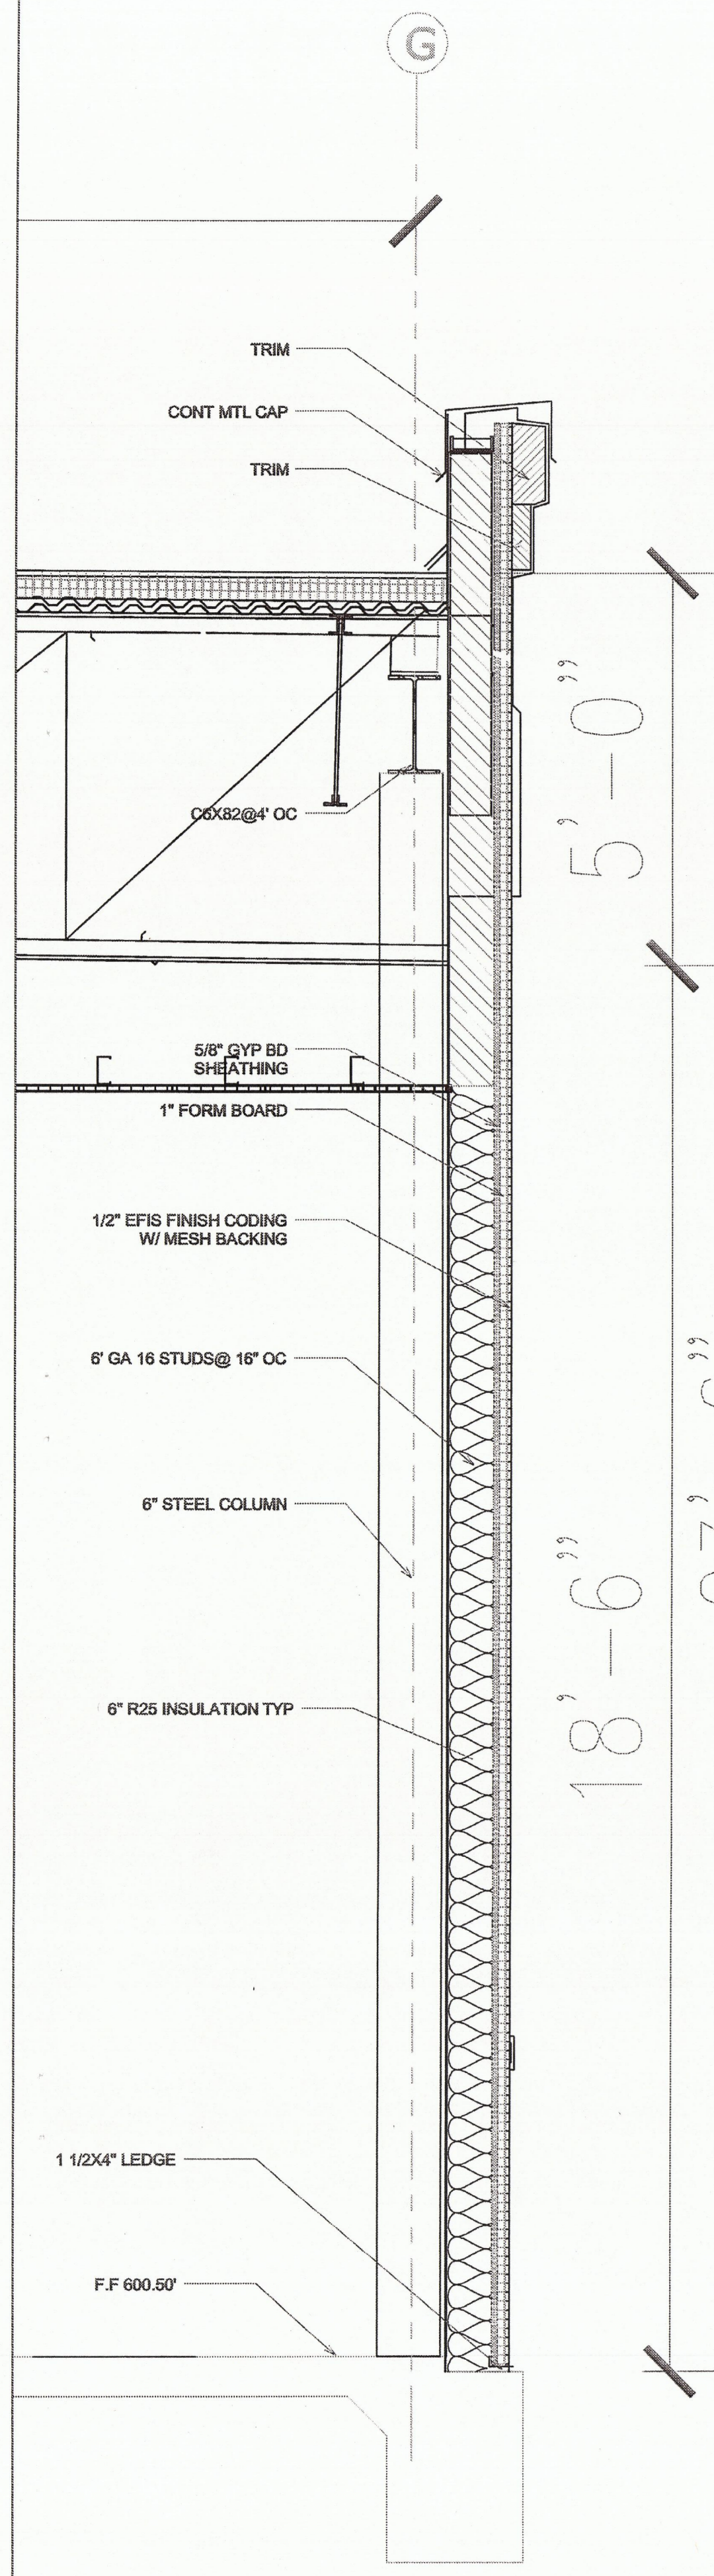 G
TRIM
CONT MTL CAP
TRIM
5'-0"
C6X82@4' OC
5/8" GYP BD
SHEATHING
1" FORM BOARD
1/2" EFIS FINISH CODING
W/ MESH BACKING
6' GA 16 STUDS@ 16" OC
6" STEEL COLUMN
18'-6"
6" R25 INSULATION TYP
1 1/2X4" LEDGE
F.F 600.50'